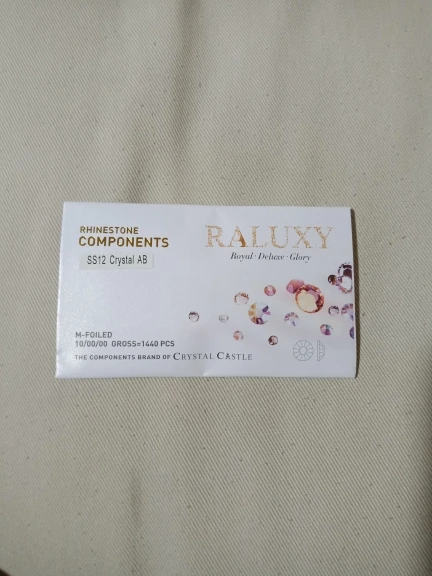 RHINESTONE
COMPONENTS
SS12 Crystal AB
RALUXY
Royal · Deluxe · Glory
M-FOILED
10/00/00 GROSS=1440 PCS
THE COMPONENTS BRAND OF CRYSTAL CASTLE